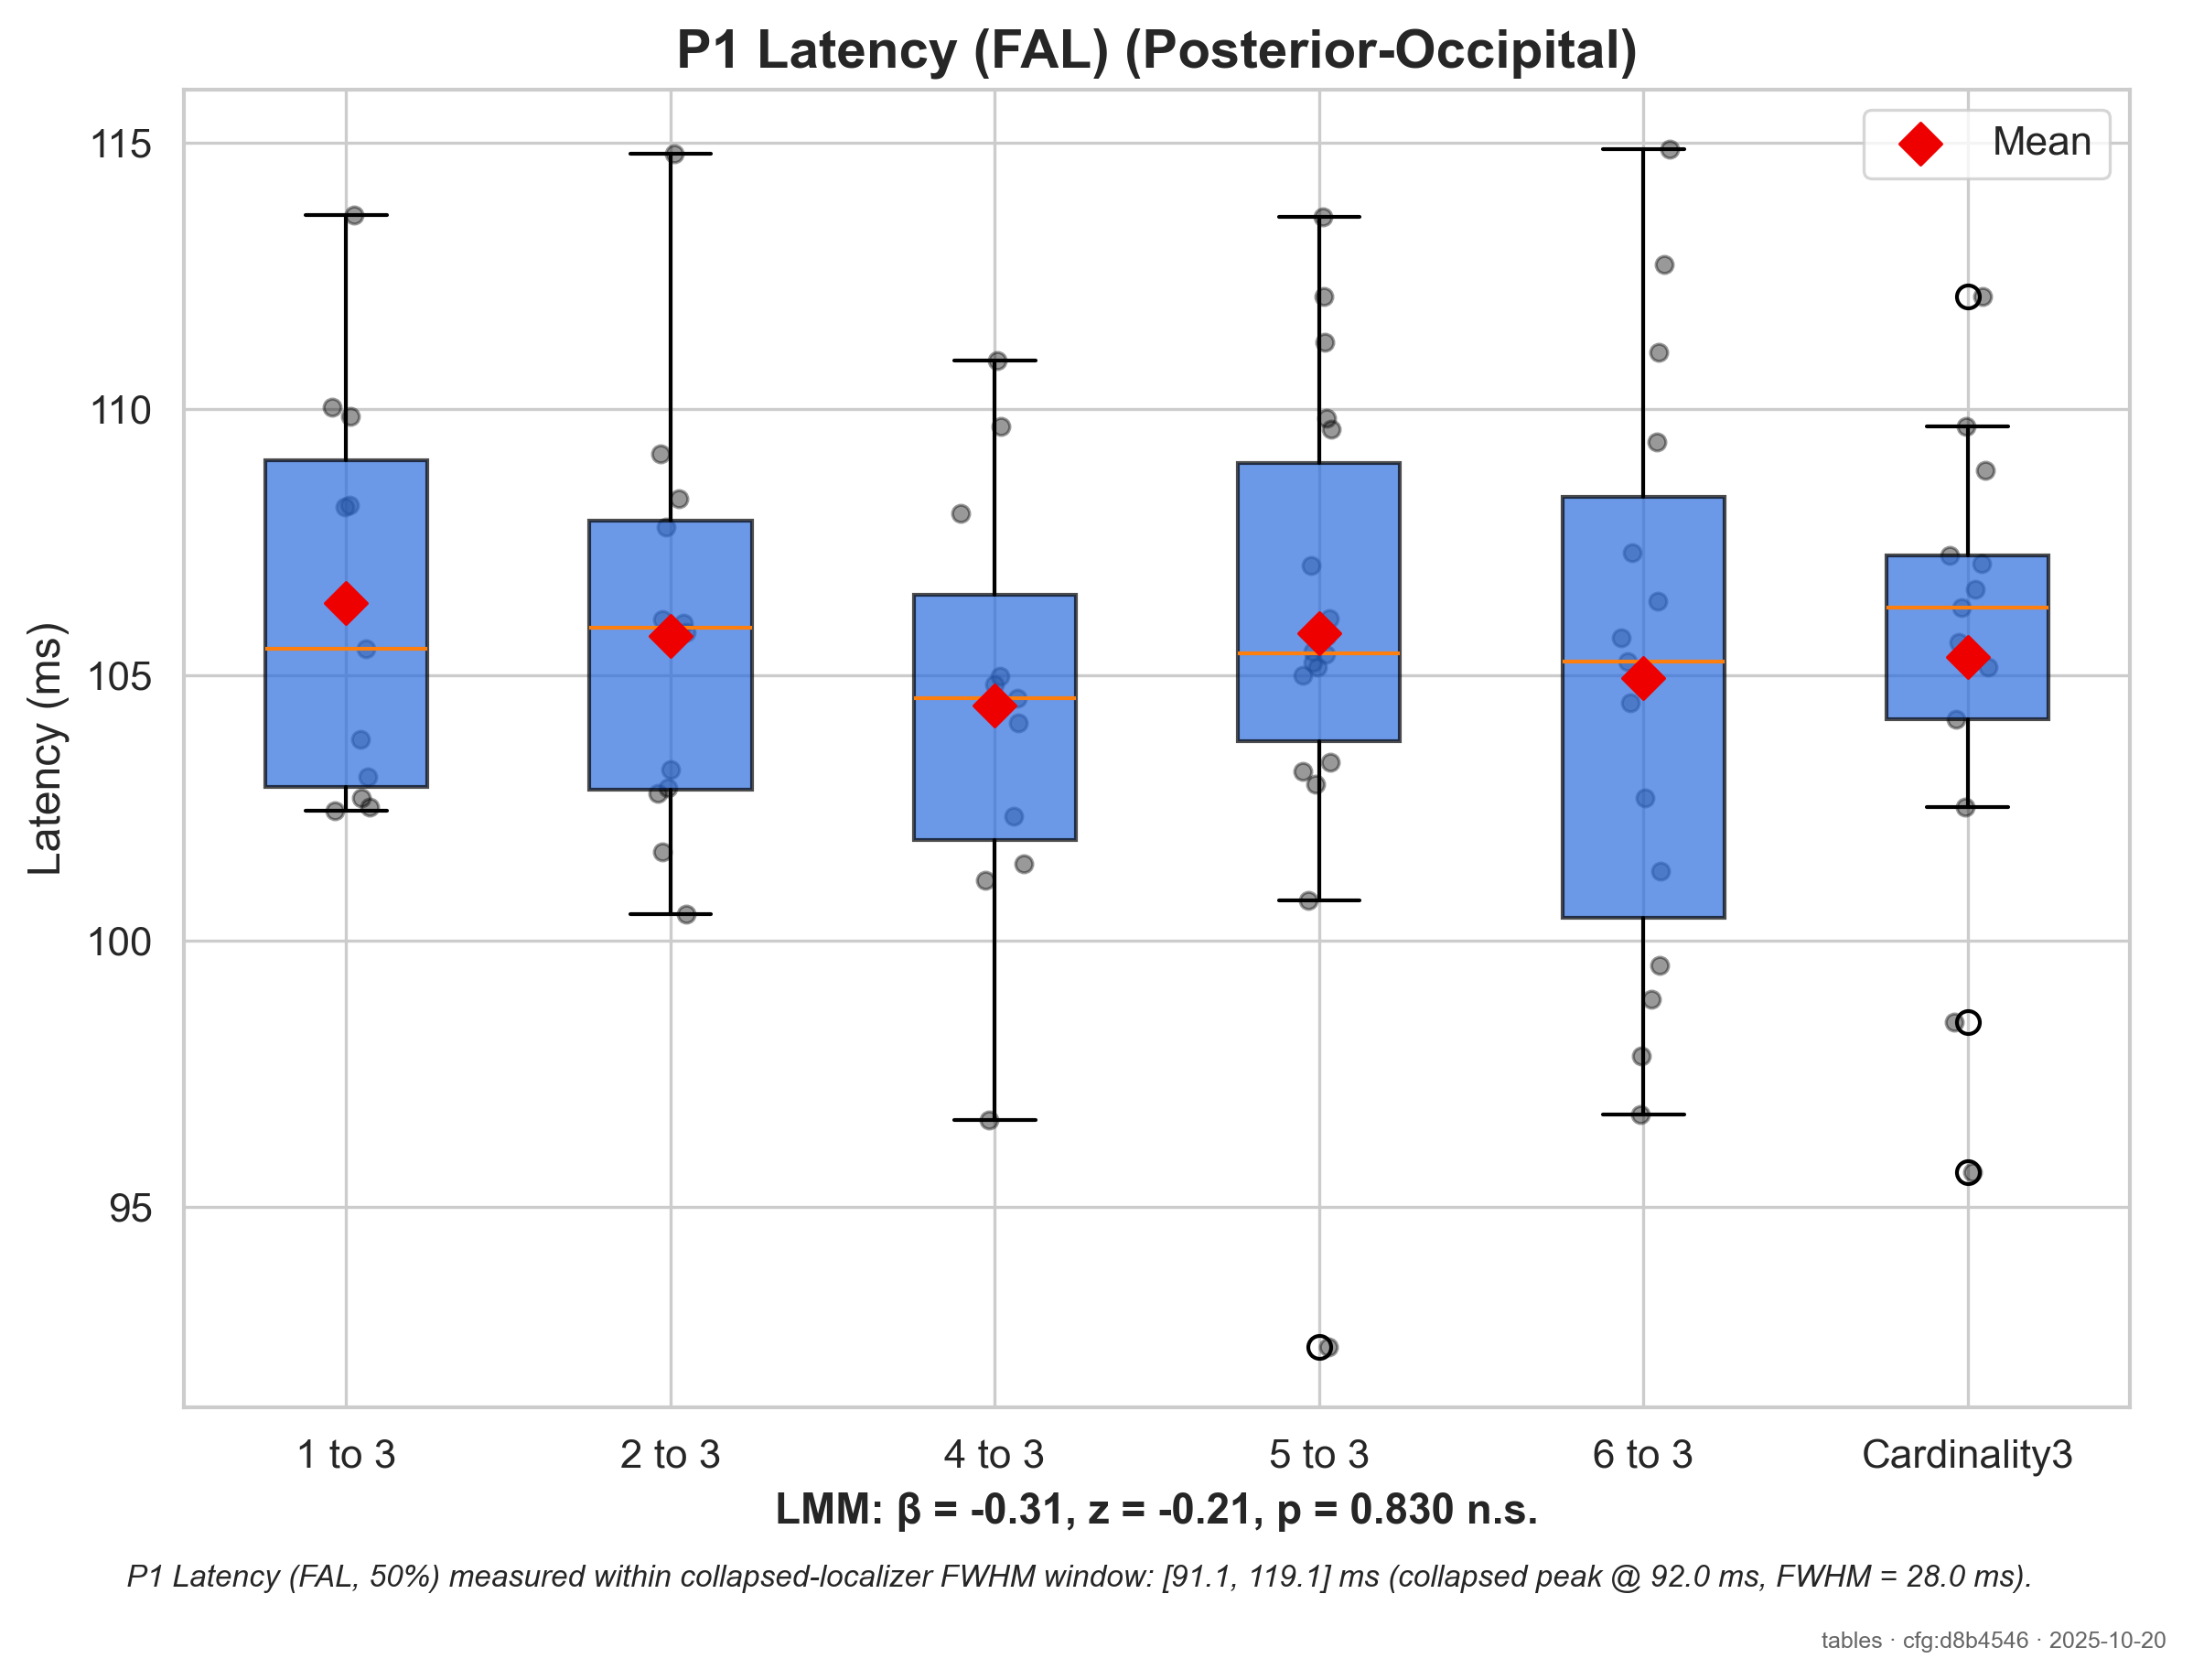 P1 Latency (FAL) (Posterior-Occipital)
Mean
115
110
105
100
95
Latency (ms)
1 to 3
2 to 3
4 to 3
5 to 3
6 to 3
Cardinality3
LMM: β = -0.31, z = -0.21, p = 0.830 n.s.
P1 Latency (FAL, 50%) measured within collapsed-localizer FWHM window: [91.1, 119.1] ms (collapsed peak @ 92.0 ms, FWHM = 28.0 ms).
tables · cfg:d8b4546 · 2025-10-20